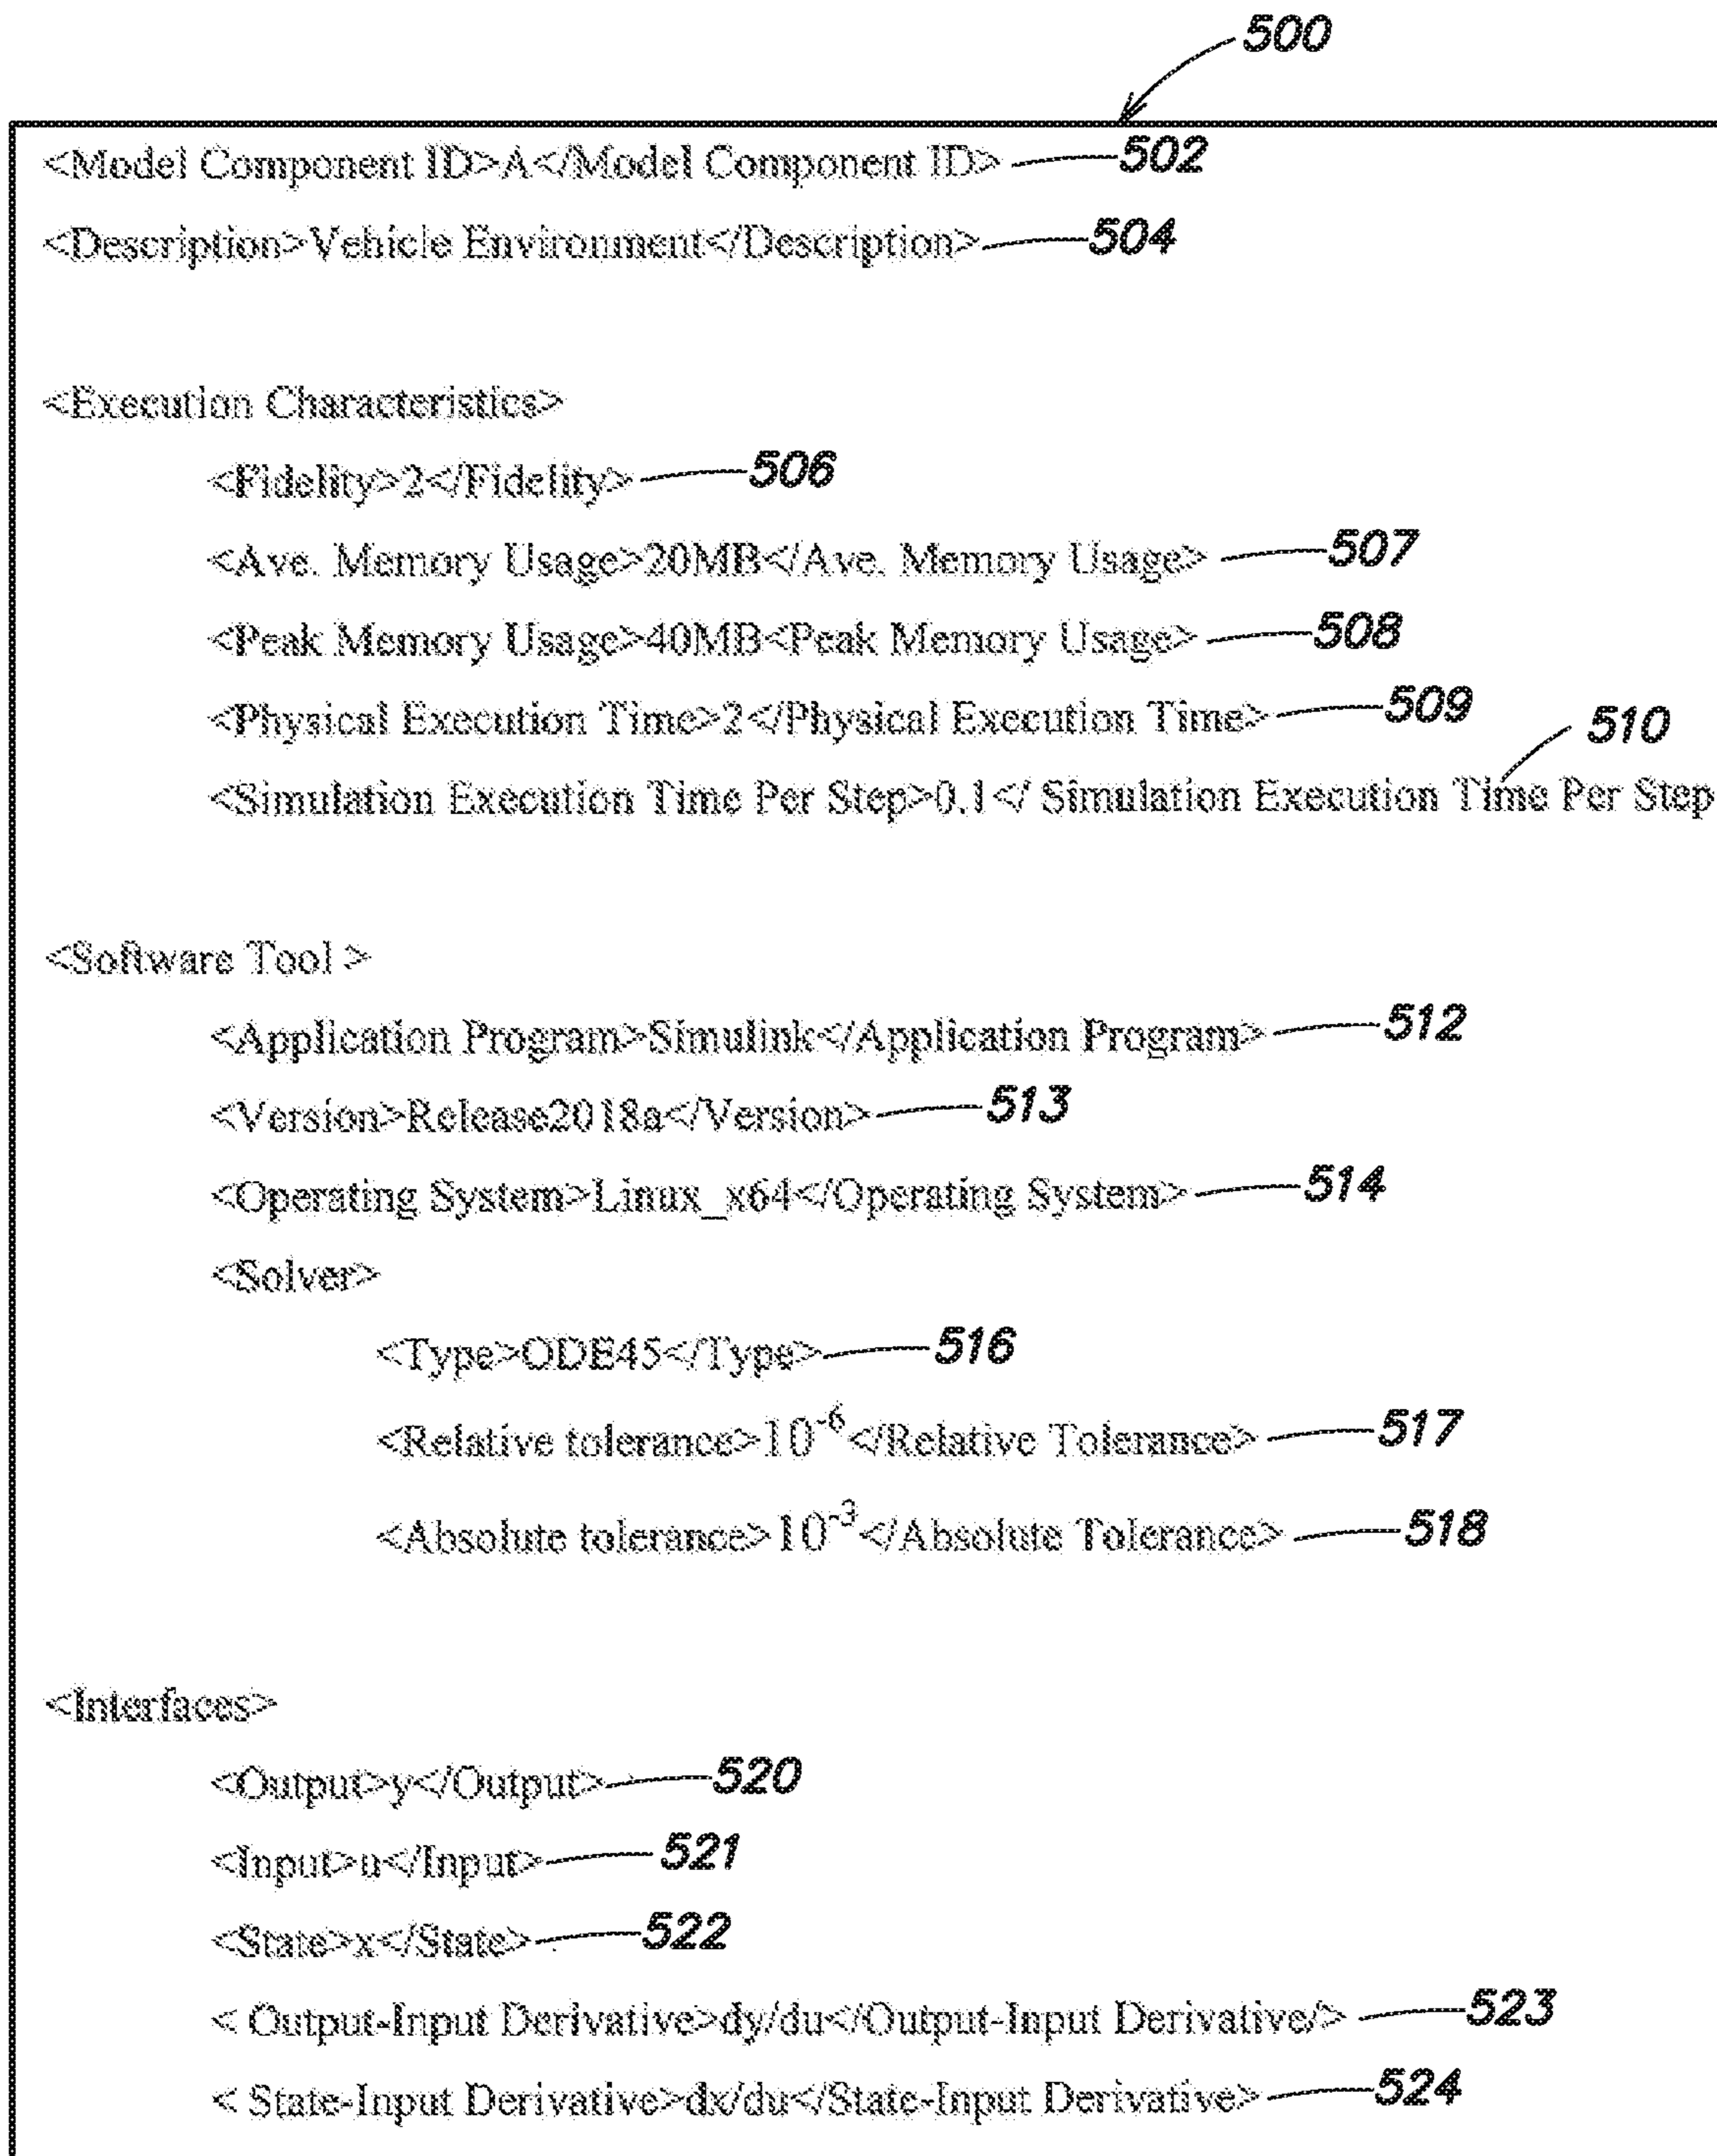 500
<Model Component ID>A</Model Component ID> 502
<Description>Vehicle Environment</Description> 504
<Execution Characteristics>
<Fidelity>2</Fidelity> 506
<Ave. Memory Usage>20MB</Ave. Memory Usage> 507
<Peak Memory Usage>40MB<Peak Memory Usage> 508
<Physical Execution Time>2</Physical Execution Time> 509
510
<Simulation Execution Time Per Step>0.1</ Simulation Execution Time Per Step
<Software Tool >
<Application Program>Simulink</Application Program> 512
<Version>Release2018a</Version> 513
<Operating System>Linux_x64</Operating System> 514
<Solver>
<Type>ODE45</Type> 516
<Relative tolerance>10⁻⁶</Relative Tolerance> 517
<Absolute tolerance>10⁻³</Absolute Tolerance> 518
<Interfaces>
<Output>y</Output> 520
<Input>u</Input> 521
<State>x</State> 522
< Output-Input Derivative>dy/du</Output-Input Derivative/> 523
< State-Input Derivative>dx/du</State-Input Derivative> 524